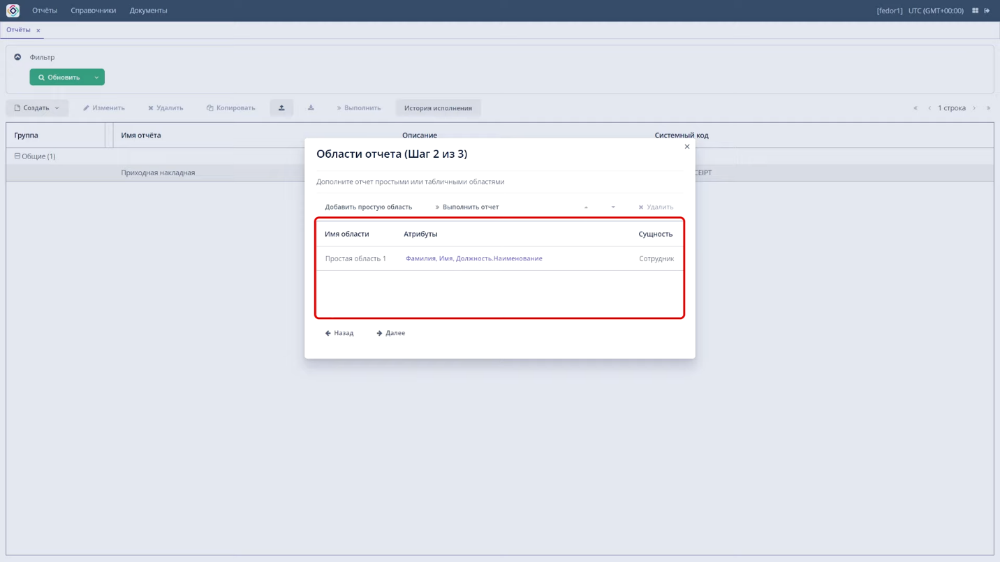 Отчёты Справочники Документы [fedor1] UTC (GMT+00:00)
Отчёты ×
Фильтр
Обновить
Создать Изменить Удалить Копировать Выполнить История исполнения « ‹ 1 строка › »
Группа Имя отчёта Описание Системный код
Общие (1)
Приходная накладная CEIPT
Области отчета (Шаг 2 из 3)
Дополните отчет простыми или табличными областями
Добавить простую область » Выполнить отчет Удалить
Имя области Атрибуты Сущность
Простая область 1 Фамилия, Имя, Должность.Наименование Сотрудник
Назад Далее